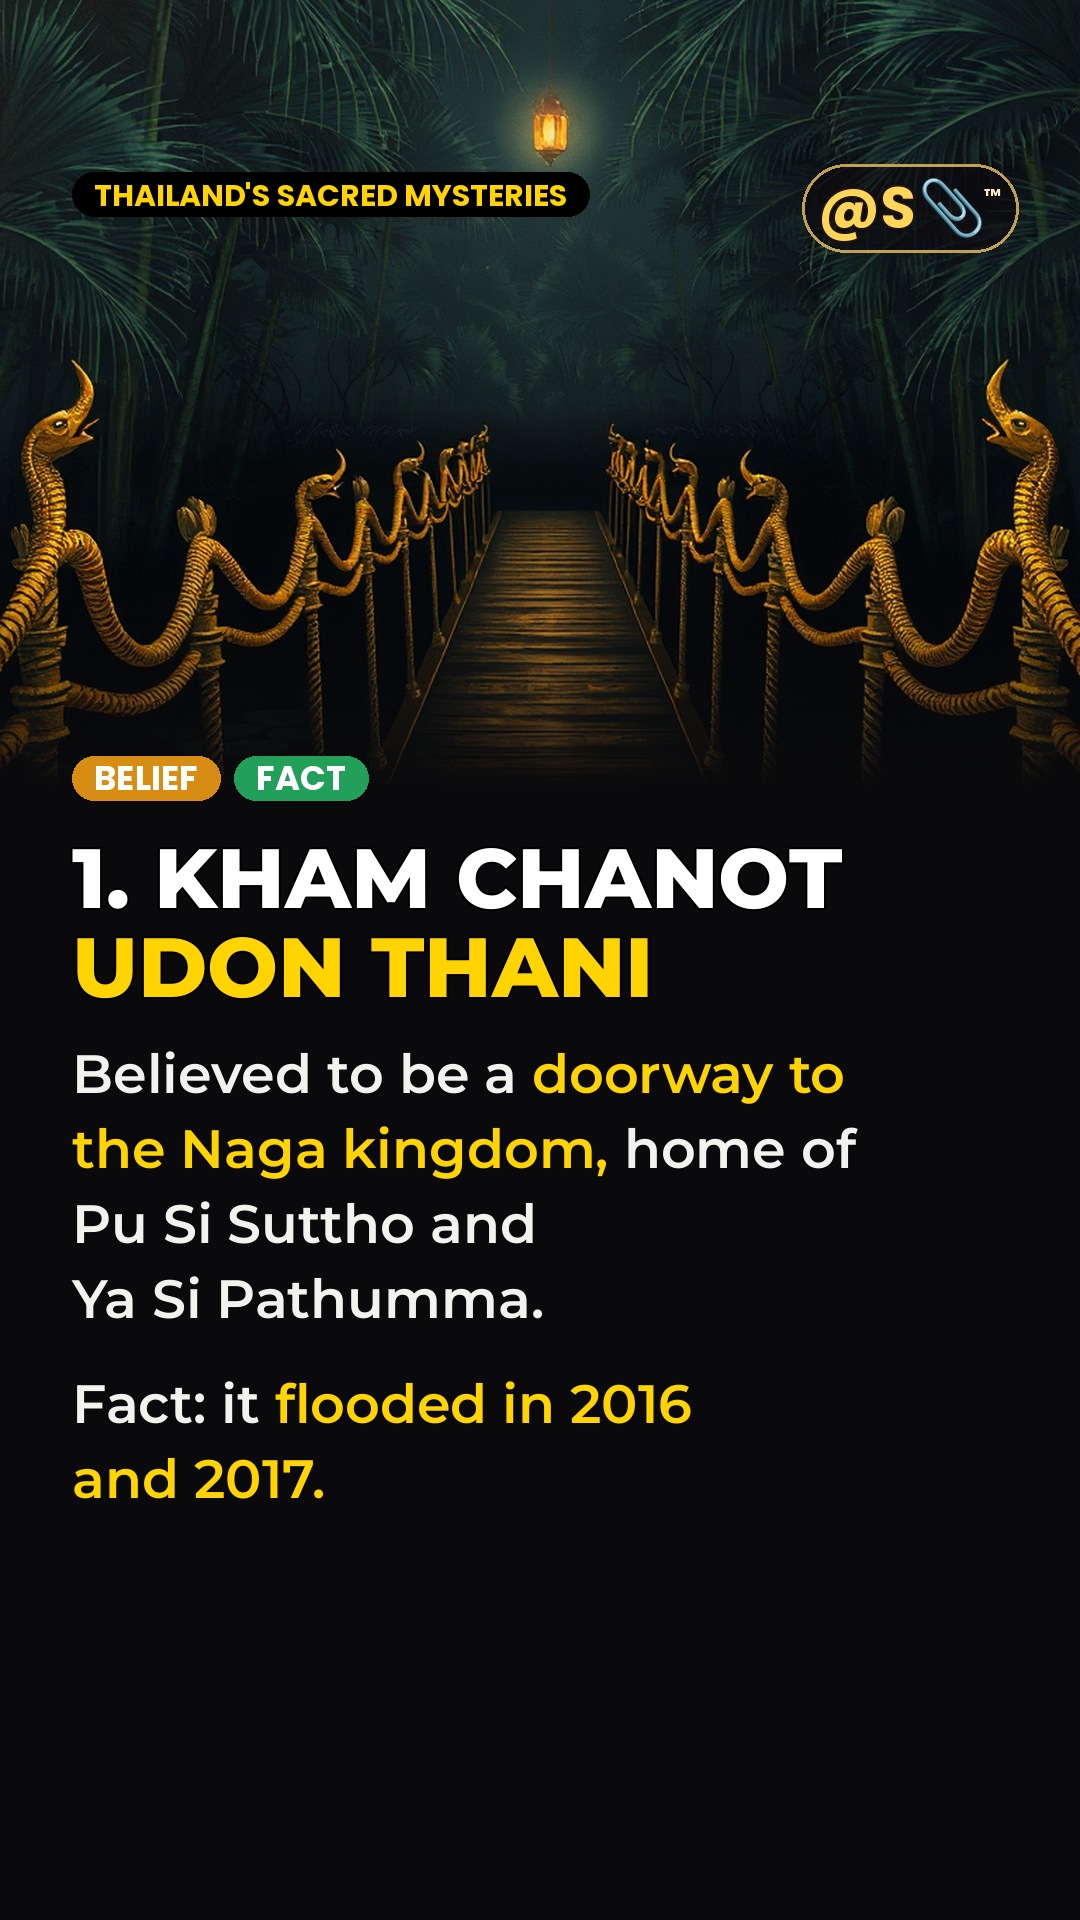 THAILAND'S SACRED MYSTERIES
@S📎™
BELIEF FACT
1. KHAM CHANOT
UDON THANI
Believed to be a doorway to
the Naga kingdom, home of
Pu Si Suttho and
Ya Si Pathumma.
Fact: it flooded in 2016
and 2017.